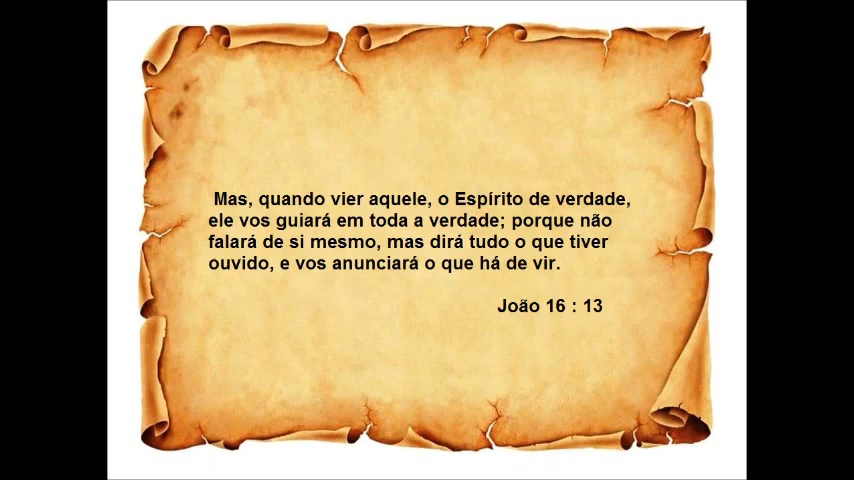 Mas, quando vier aquele, o Espírito de verdade,
ele vos guiará em toda a verdade; porque não
falará de si mesmo, mas dirá tudo o que tiver
ouvido, e vos anunciará o que há de vir.
João 16 : 13